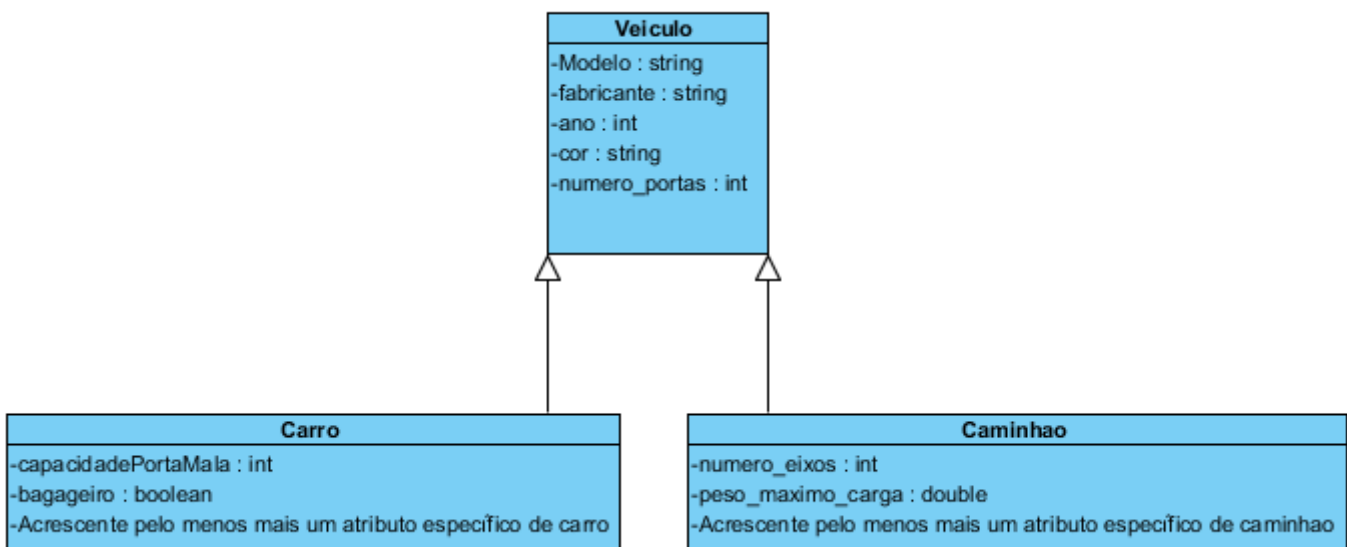 Veiculo
-Modelo : string
-fabricante : string
-ano : int
-cor : string
-numero_portas : int
Carro
-capacidadePortaMala : int
-bagageiro : boolean
-Acrescente pelo menos mais um atributo específico de carro
Caminhao
-numero_eixos : int
-peso_maximo_carga : double
-Acrescente pelo menos mais um atributo específico de caminhao